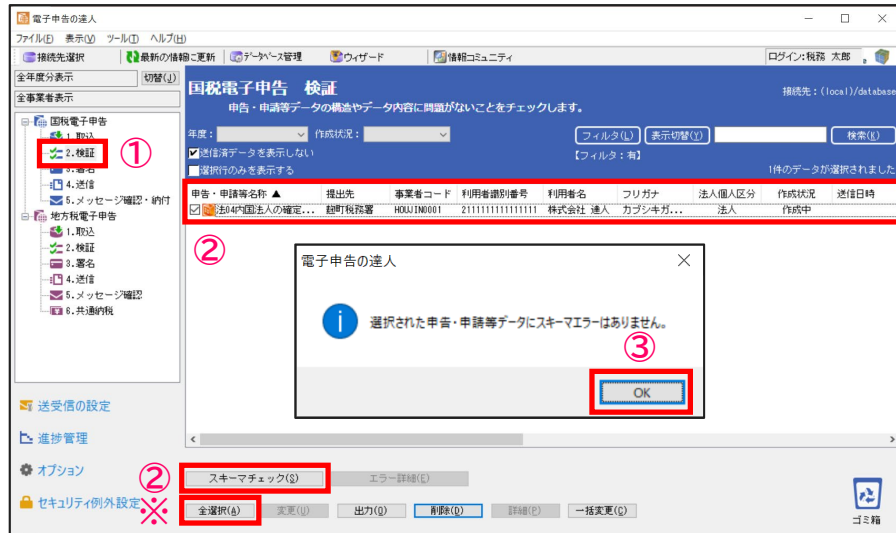 電子申告の達人
ファイル(F) 表示(V) ツール(T) ヘルプ(H)
接続先選択 最新の情報に更新 データベース管理 ウィザード 情報コミュニティ ログイン:税務 太郎
全年度分表示 切替(J)
全事業者表示
国税電子申告
1.取込
2.検証
①
3.署名
4.送信
5.メッセージ確認・納付
地方税電子申告
1.取込
2.検証
3.署名
4.送信
5.メッセージ確認
6.共通納税
送受信の設定
進捗管理
オプション
セキュリティ例外設定
国税電子申告 検証
接続先:(local)/database
申告・申請等データの構造やデータ内容に問題がないことをチェックします。
年度: 作成状況: フィルタ(L) 表示切替(Y) 検索(K)
送信済データを表示しない 【フィルタ:有】
選択行のみを表示する 1件のデータが選択されました
申告・申請等名称 ▲ 提出先 事業者コード 利用者識別番号 利用者名 フリガナ 法人個人区分 作成状況 送信日時
法04内国法人の確定... 麹町税務署 HOUJIN0001 2111111111111111 株式会社 達人 カブシキガ... 法人 作成中
②
電子申告の達人
選択された申告・申請等データにスキーマエラーはありません。
③
OK
② スキーマチェック(S) エラー詳細(E)
※ 全選択(A) 変更(U) 出力(O) 削除(D) 詳細(P) 一括変更(C)
ゴミ箱